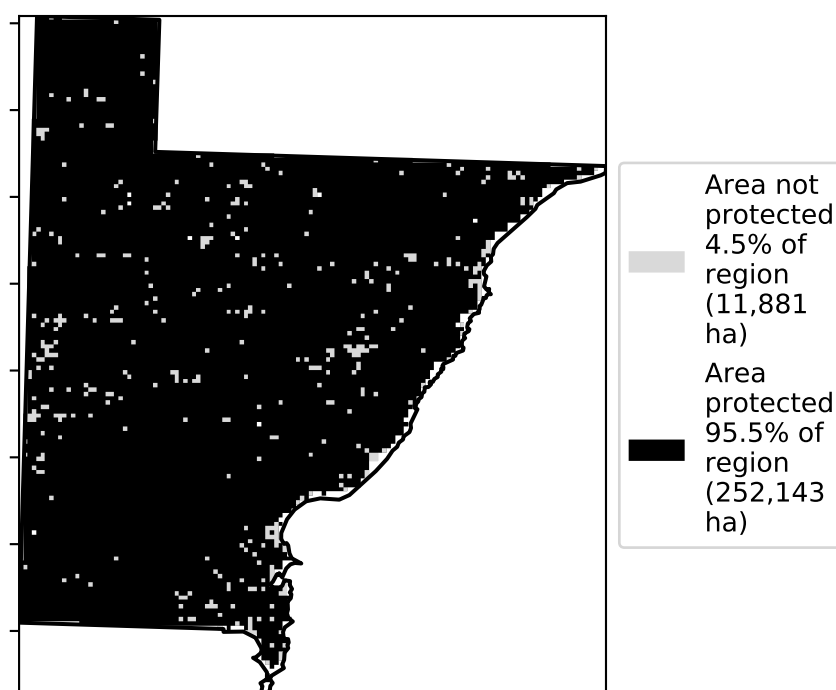 Area not
protected
4.5% of
region
(11,881
ha)
Area
protected
95.5% of
region
(252,143
ha)